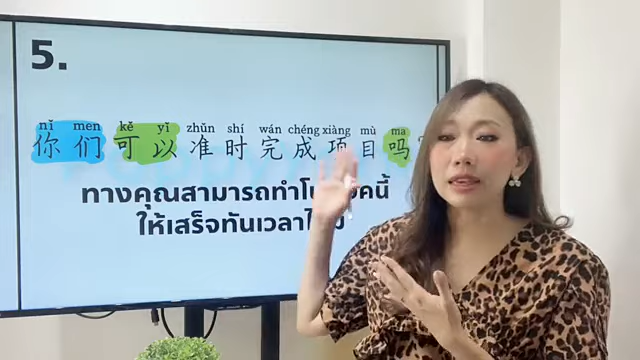 5.
nǐ men kě yǐ zhǔn shí wán chéng xiàng mù ma
你们可以准时完成项目吗
ทางคุณสามารถทำ นี้
ให้เสร็จทันเวลา